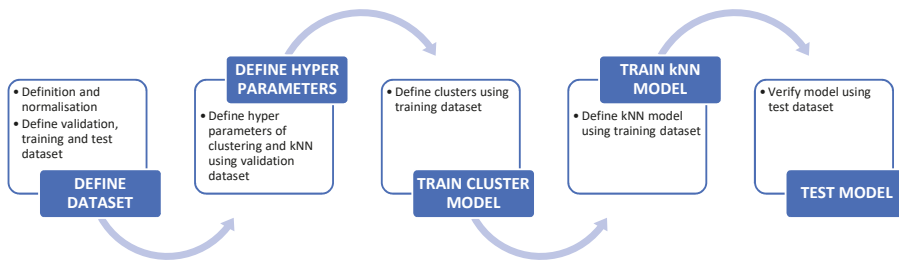 • Definition and
normalisation
• Define validation,
training and test
dataset
DEFINE
DATASET
DEFINE HYPER
PARAMETERS
• Define hyper
parameters of
clustering and kNN
using validation
dataset
• Define clusters using
training dataset
TRAIN CLUSTER
MODEL
TRAIN kNN
MODEL
• Define kNN model
using training dataset
• Verify model using
test dataset
TEST MODEL